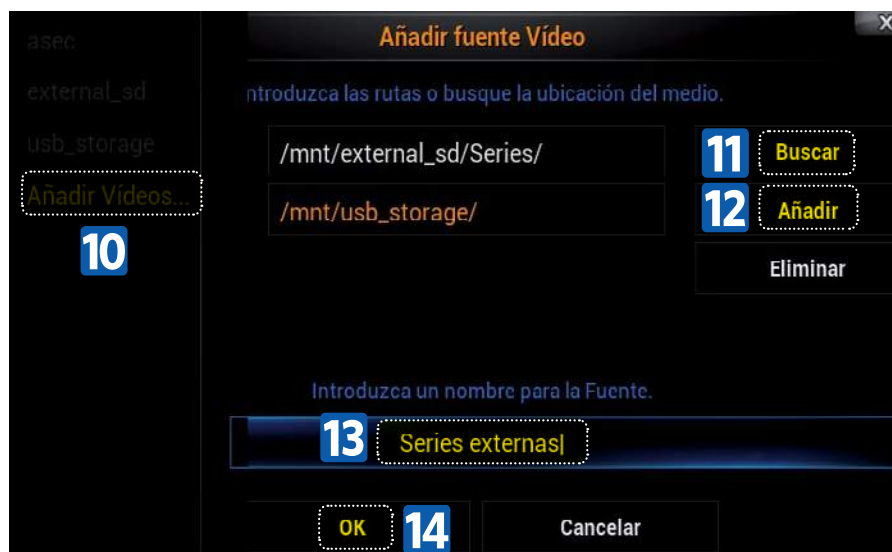 asec
external_sd
usb_storage
Añadir Vídeos...
10
Añadir fuente Vídeo
x
ntroduzca las rutas o busque la ubicación del medio.
/mnt/external_sd/Series/
11 Buscar
/mnt/usb_storage/
12 Añadir
Eliminar
Introduzca un nombre para la Fuente.
13 Series externas
OK 14 Cancelar